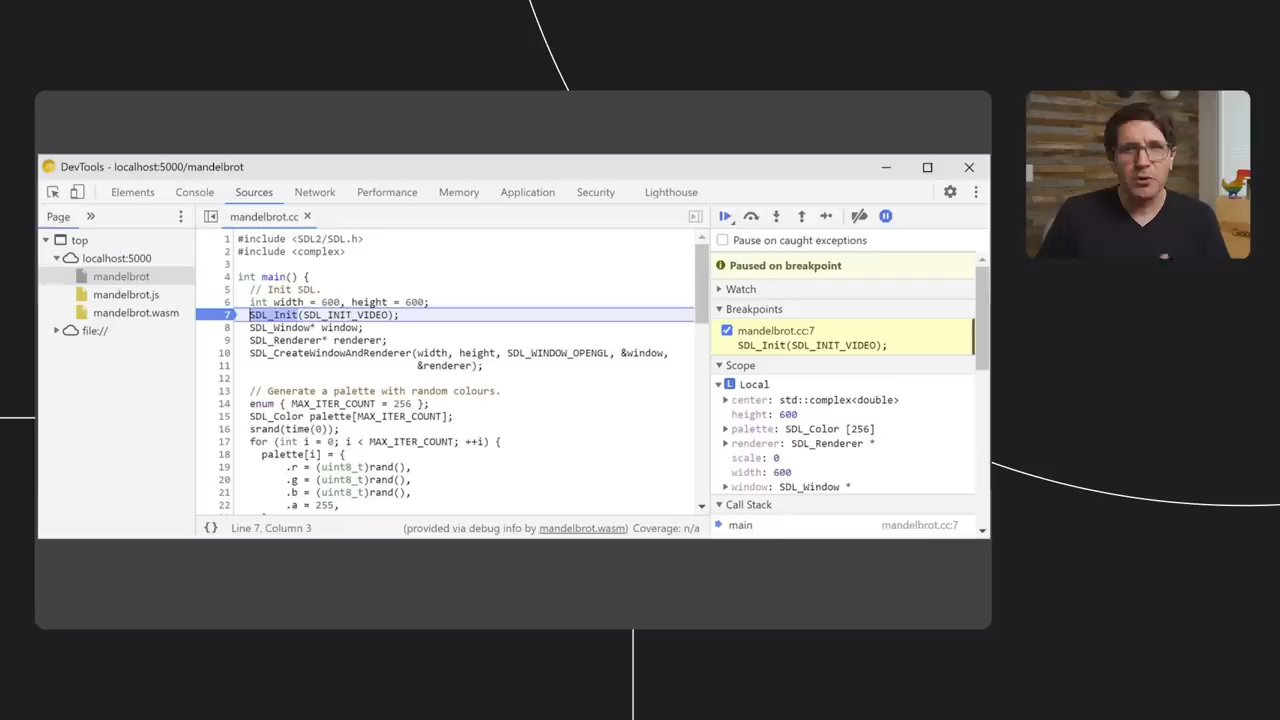 DevTools - localhost:5000/mandelbrot
Elements Console Sources Network Performance Memory Application Security Lighthouse
Page »
mandelbrot.cc ×
top
localhost:5000
mandelbrot
mandelbrot.js
mandelbrot.wasm
file://
1 #include <SDL2/SDL.h>
2 #include <complex>
3
4 int main() {
5 // Init SDL.
6 int width = 600, height = 600;
7 SDL_Init(SDL_INIT_VIDEO);
8 SDL_Window* window;
9 SDL_Renderer* renderer;
10 SDL_CreateWindowAndRenderer(width, height, SDL_WINDOW_OPENGL, &window,
11 &renderer);
12
13 // Generate a palette with random colours.
14 enum { MAX_ITER_COUNT = 256 };
15 SDL_Color palette[MAX_ITER_COUNT];
16 srand(time(0));
17 for (int i = 0; i < MAX_ITER_COUNT; ++i) {
18 palette[i] = {
19 .r = (uint8_t)rand(),
20 .g = (uint8_t)rand(),
21 .b = (uint8_t)rand(),
22 .a = 255,
{} Line 7, Column 3 (provided via debug info by mandelbrot.wasm) Coverage: n/a
Pause on caught exceptions
Paused on breakpoint
Watch
Breakpoints
mandelbrot.cc:7
SDL_Init(SDL_INIT_VIDEO);
Scope
L Local
center: std::complex<double>
height: 600
palette: SDL_Color [256]
renderer: SDL_Renderer *
scale: 0
width: 600
window: SDL_Window *
Call Stack
main mandelbrot.cc:7